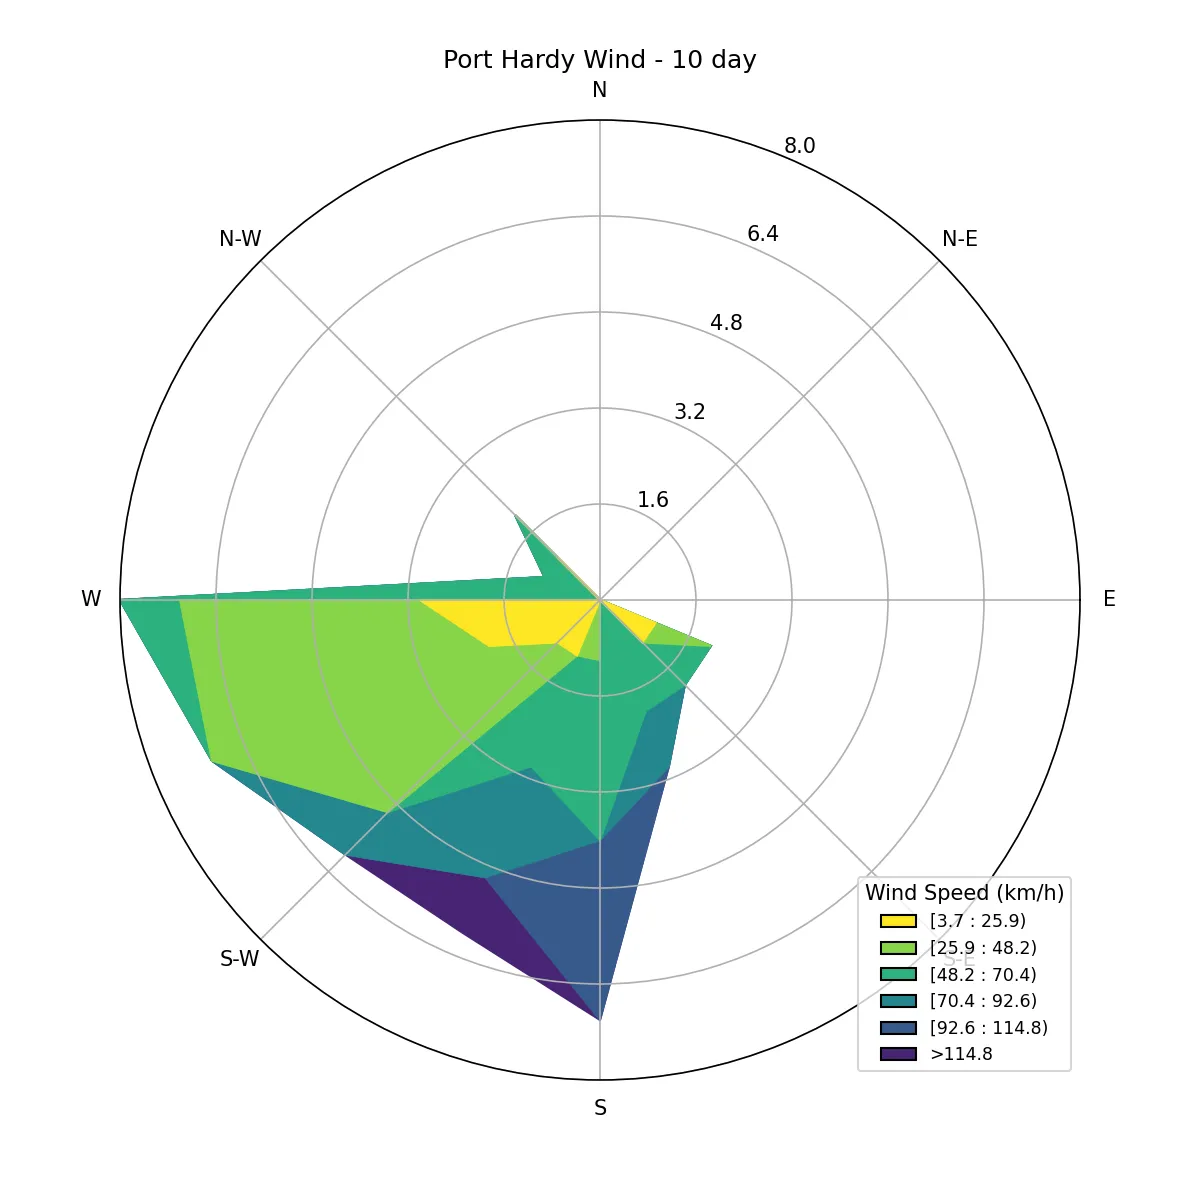 Port Hardy Wind - 10 day
N
8.0
N-W
N-E
6.4
4.8
3.2
1.6
W
E
S-W
S-E
Wind Speed (km/h)
[3.7 : 25.9)
[25.9 : 48.2)
[48.2 : 70.4)
[70.4 : 92.6)
[92.6 : 114.8)
>114.8
S